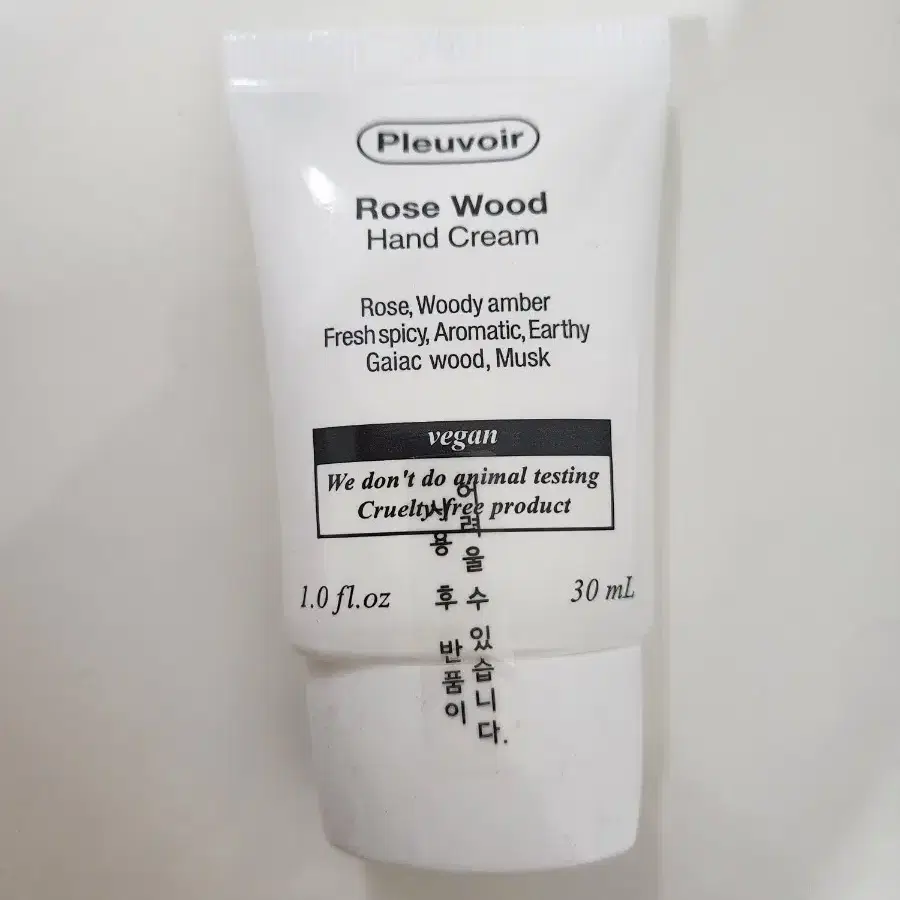 Pleuvoir
Rose Wood
Hand Cream
Rose, Woody amber
Fresh spicy, Aromatic, Earthy
Gaiac wood, Musk
vegan
We don't do animal testing
Cruelty-free product
1.0 fl.oz
30 mL
사용 후 반품이
어려울 수 있습니다.